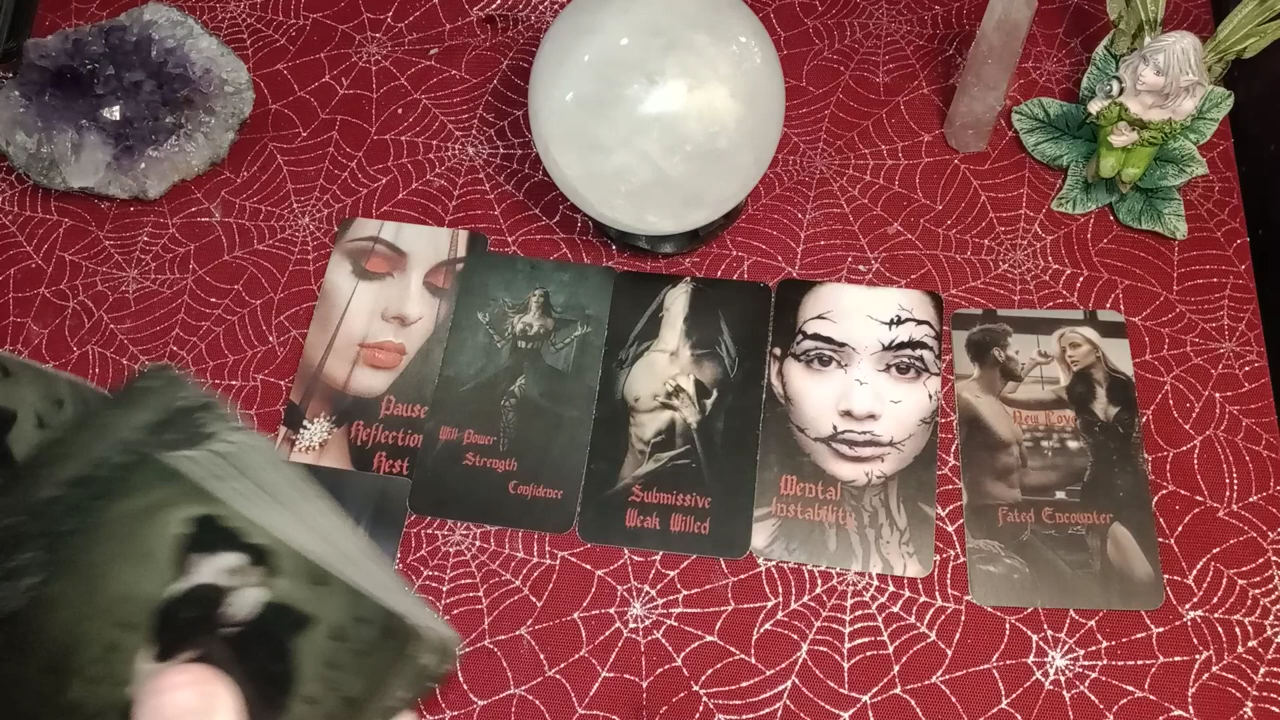 Pause
Reflection
Rest
Will Power
Strength
Confidence
Submissive
Weak Willed
Mental
Instability
New Love
Fated Encounter